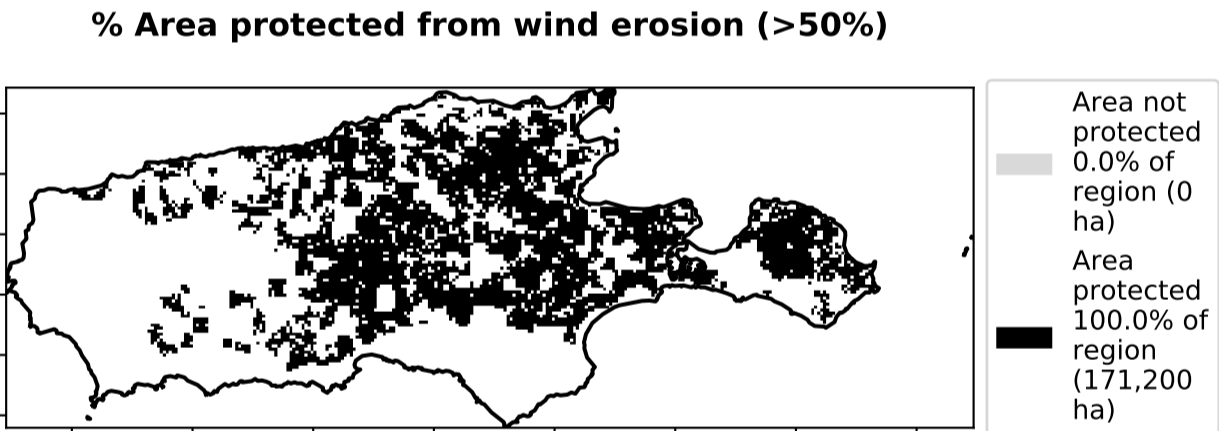 % Area protected from wind erosion (>50%)
Area not
protected
0.0% of
region (0
ha)
Area
protected
100.0% of
region
(171,200
ha)